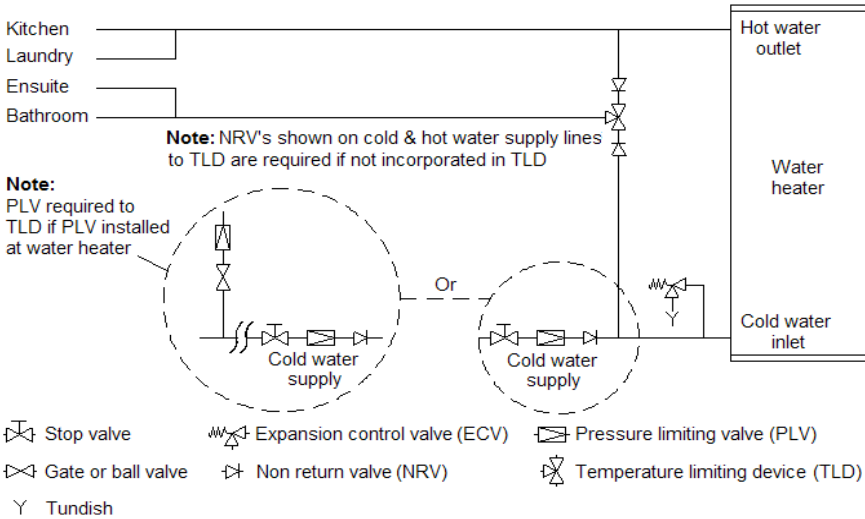 Kitchen
Laundry
Ensuite
Bathroom
Hot water
outlet
Note: NRV's shown on cold & hot water supply lines
to TLD are required if not incorporated in TLD
Water
heater
Note:
PLV required to
TLD if PLV installed
at water heater
Or
Cold water
supply
Cold water
supply
Cold water
inlet
Stop valve
Expansion control valve (ECV)
Pressure limiting valve (PLV)
Gate or ball valve
Non return valve (NRV)
Temperature limiting device (TLD)
Tundish